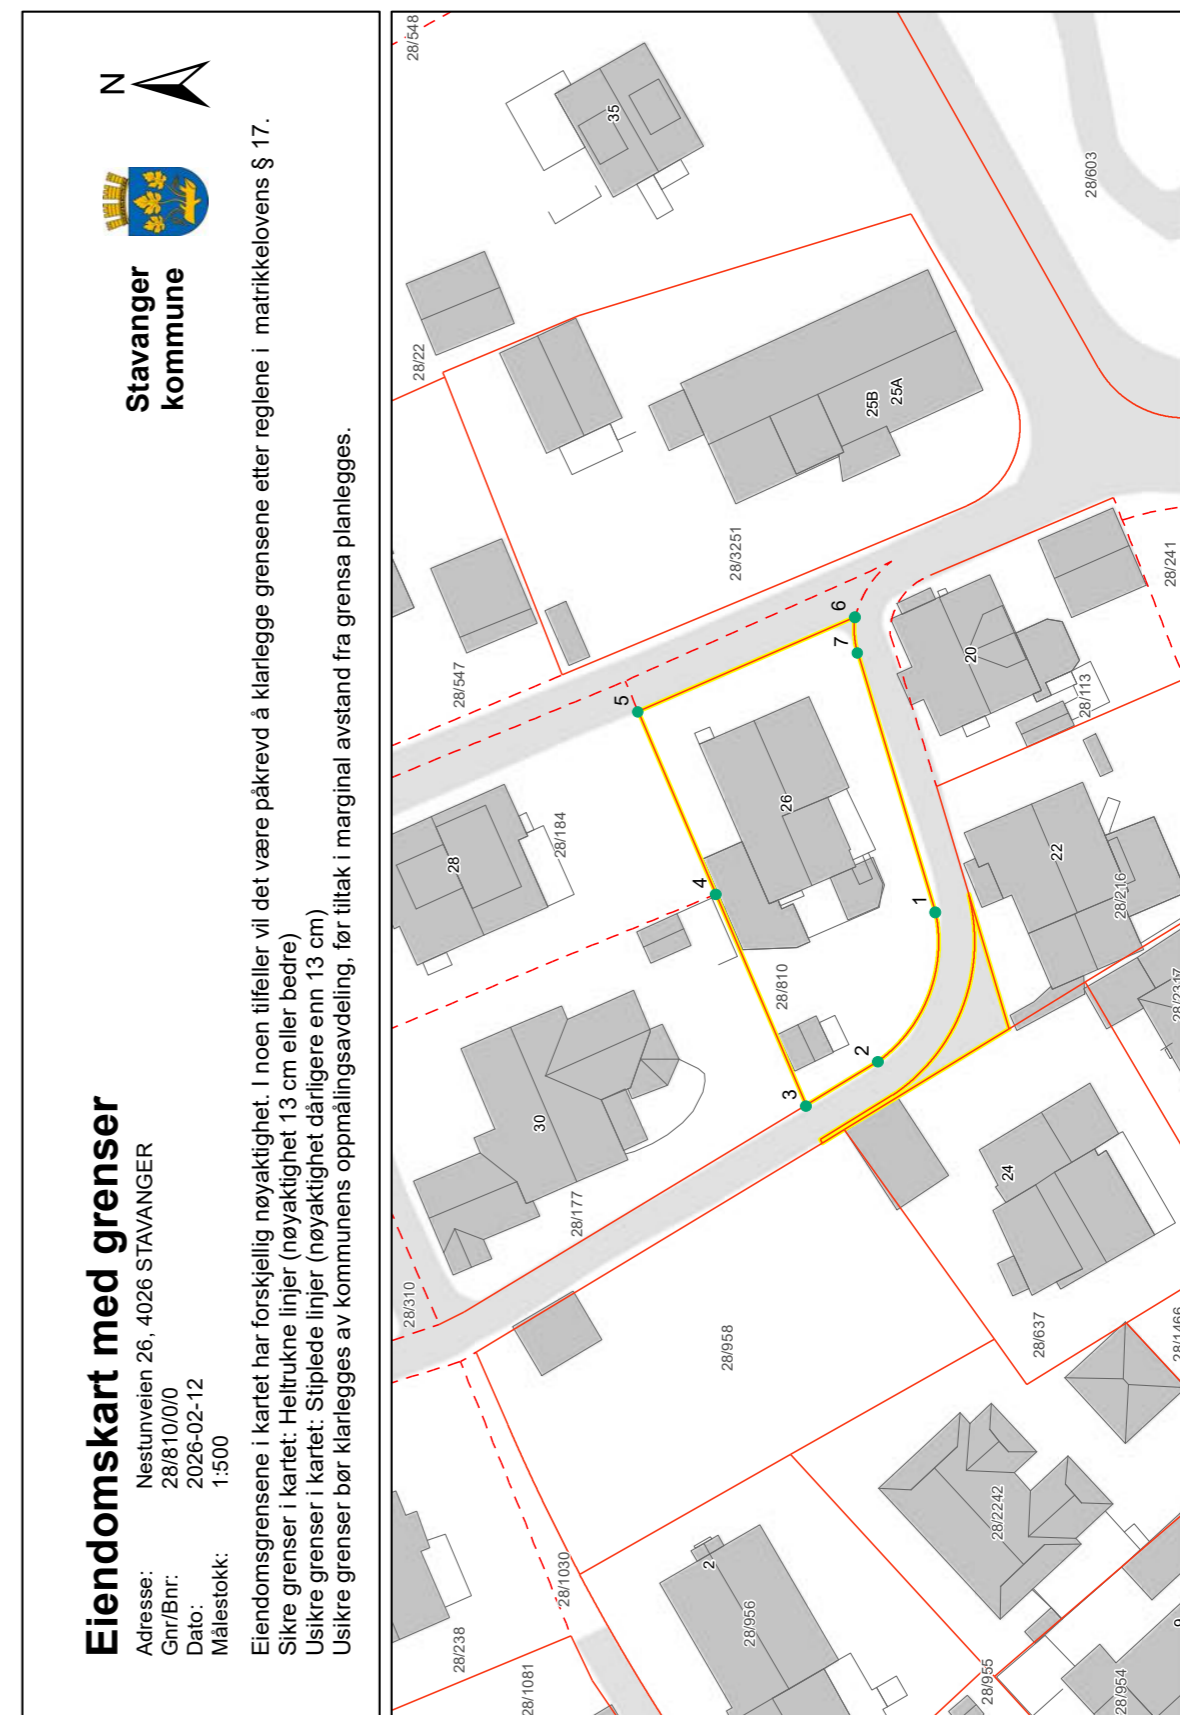 Eiendomskart med grenser
Adresse: Nestunveien 26, 4026 STAVANGER
Gnr/Bnr: 28/810/0/0
Dato: 2026-02-12
Målestokk: 1:500
Stavanger
kommune
N
Eiendomsgrensene i kartet har forskjellig nøyaktighet. I noen tilfeller vil det være påkrevd å klarlegge grensene etter reglene i matrikkelovens § 17.
Sikre grenser i kartet: Heltrukne linjer (nøyaktighet 13 cm eller bedre)
Usikre grenser i kartet: Stiplede linjer (nøyaktighet dårligere enn 13 cm)
Usikre grenser bør klarlegges av kommunens oppmålingsavdeling, før tiltak i marginal avstand fra grensa planlegges.
28/548
35
28/603
28/22
25B
25A
28/3251
28/547
28/241
6
7
5
20
28/113
28
28/184
26
4
1
22
28/216
28/810
28/2347
2
3
30
28/177
24
28/310
28/958
28/637
28/1466
28/2242
2
28/1030
28/956
28/238
28/1081
28/955
28/954